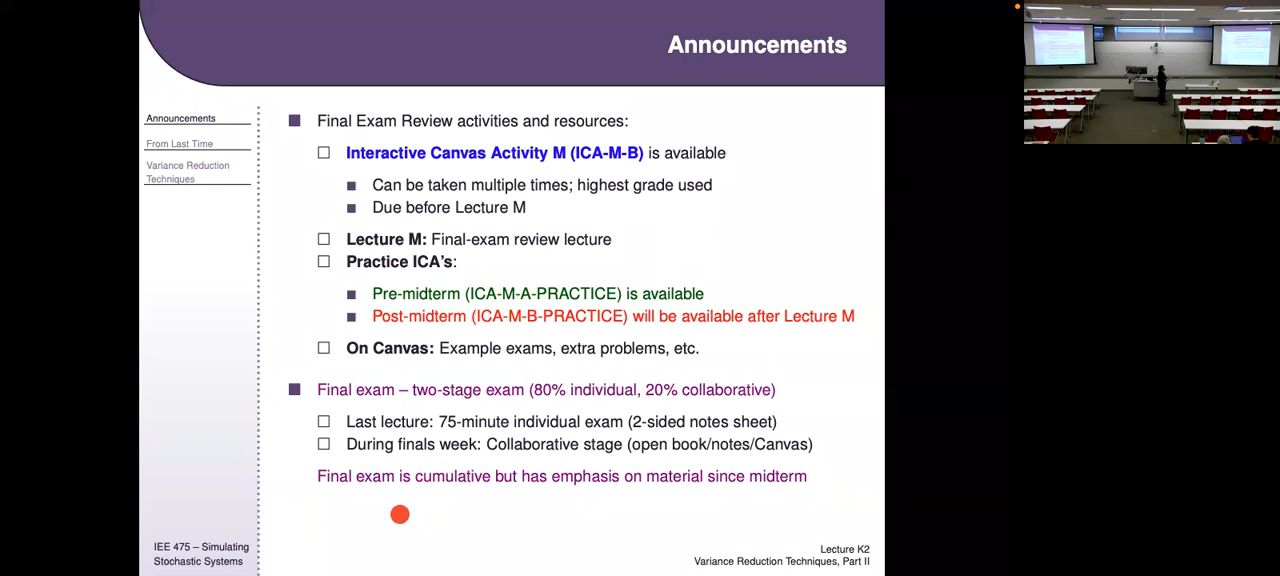 Announcements
Announcements
From Last Time
Variance Reduction
Techniques
Final Exam Review activities and resources:
Interactive Canvas Activity M (ICA-M-B) is available
Can be taken multiple times; highest grade used
Due before Lecture M
Lecture M: Final-exam review lecture
Practice ICA's:
Pre-midterm (ICA-M-A-PRACTICE) is available
Post-midterm (ICA-M-B-PRACTICE) will be available after Lecture M
On Canvas: Example exams, extra problems, etc.
Final exam – two-stage exam (80% individual, 20% collaborative)
Last lecture: 75-minute individual exam (2-sided notes sheet)
During finals week: Collaborative stage (open book/notes/Canvas)
Final exam is cumulative but has emphasis on material since midterm
IEE 475 – Simulating
Stochastic Systems
Lecture K2
Variance Reduction Techniques, Part II